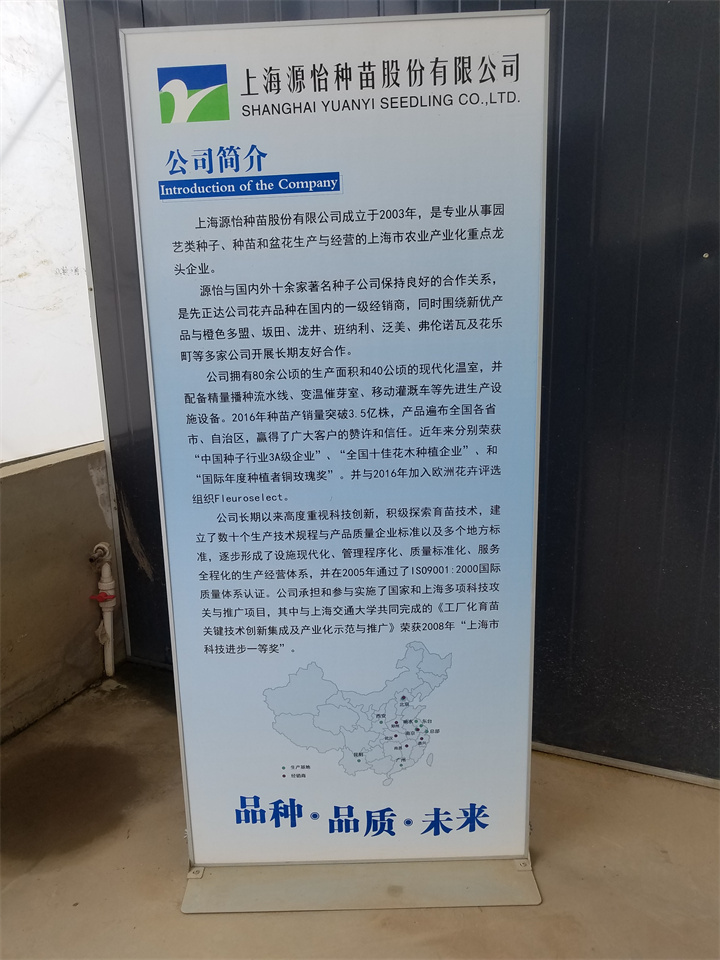 上海源怡种苗股份有限公司
SHANGHAI YUANYI SEEDLING CO.,LTD.
公司简介
Introduction of the Company
上海源怡种苗股份有限公司成立于2003年，是专业从事园
艺类种子、种苗和盆花生产与经营的上海市农业产业化重点龙
头企业。
源怡与国内外十余家著名种子公司保持良好的合作关系，
是先正达公司花卉品种在国内的一级经销商，同时围绕新优产
品与橙色多盟、坂田、泷井、班纳利、泛美、弗伦诺瓦及花乐
町等多家公司开展长期友好合作。
公司拥有80余公顷的生产面积和40公顷的现代化温室，并
配备精量播种流水线、变温催芽室、移动灌溉车等先进生产设
施设备。2016年种苗产销量突破3.5亿株，产品遍布全国各省
市、自治区，赢得了广大客户的赞许和信任。近年来分别荣获
“中国种子行业3A级企业”、“全国十佳花木种植企业”、和
“国际年度种植者铜玫瑰奖”。并与2016年加入欧洲花卉评选
组织Fleuroselect。
公司长期以来高度重视科技创新，积极探索育苗技术，建
立了数十个生产技术规程与产品质量企业标准以及多个地方标
准，逐步形成了设施现代化、管理程序化、质量标准化、服务
全程化的生产经营体系，并在2005年通过了ISO9001:2000国际
质量体系认证。公司承担和参与实施了国家和上海多项科技攻
关与推广项目，其中与上海交通大学共同完成的《工厂化育苗
关键技术创新集成及产业化示范与推广》荣获2008年“上海市
科技进步一等奖”。
北京
西安
东台
总部
南京
昆明
广州
生产基地
经销商
品种·品质·未来